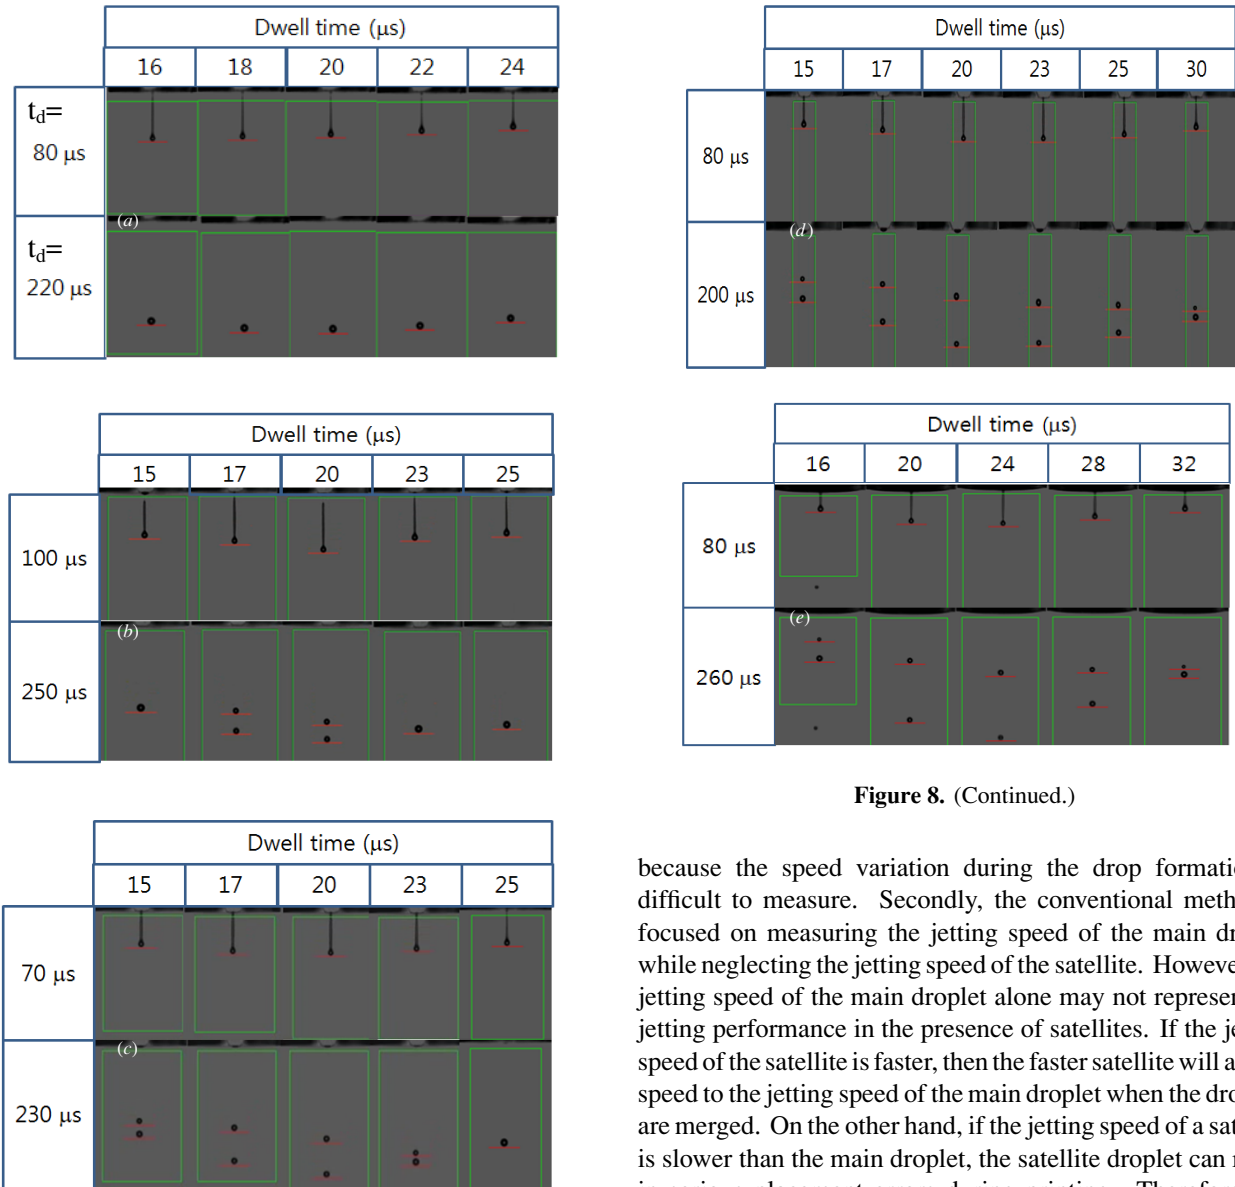 Dwell time (µs)
16 18 20 22 24
t_d=
80 µs
(a)
t_d=
220 µs
Dwell time (µs)
15 17 20 23 25
100 µs
(b)
250 µs
Dwell time (µs)
15 17 20 23 25
70 µs
(c)
230 µs
Dwell time (µs)
15 17 20 23 25 30
80 µs
(d)
200 µs
Dwell time (µs)
16 20 24 28 32
80 µs
(e)
260 µs
Figure 8. (Continued.)
because the speed variation during the drop formatio
difficult to measure. Secondly, the conventional meth
focused on measuring the jetting speed of the main dr
while neglecting the jetting speed of the satellite. Howeve
jetting speed of the main droplet alone may not represen
jetting performance in the presence of satellites. If the je
speed of the satellite is faster, then the faster satellite will a
speed to the jetting speed of the main droplet when the dro
are merged. On the other hand, if the jetting speed of a sat
is slower than the main droplet, the satellite droplet can